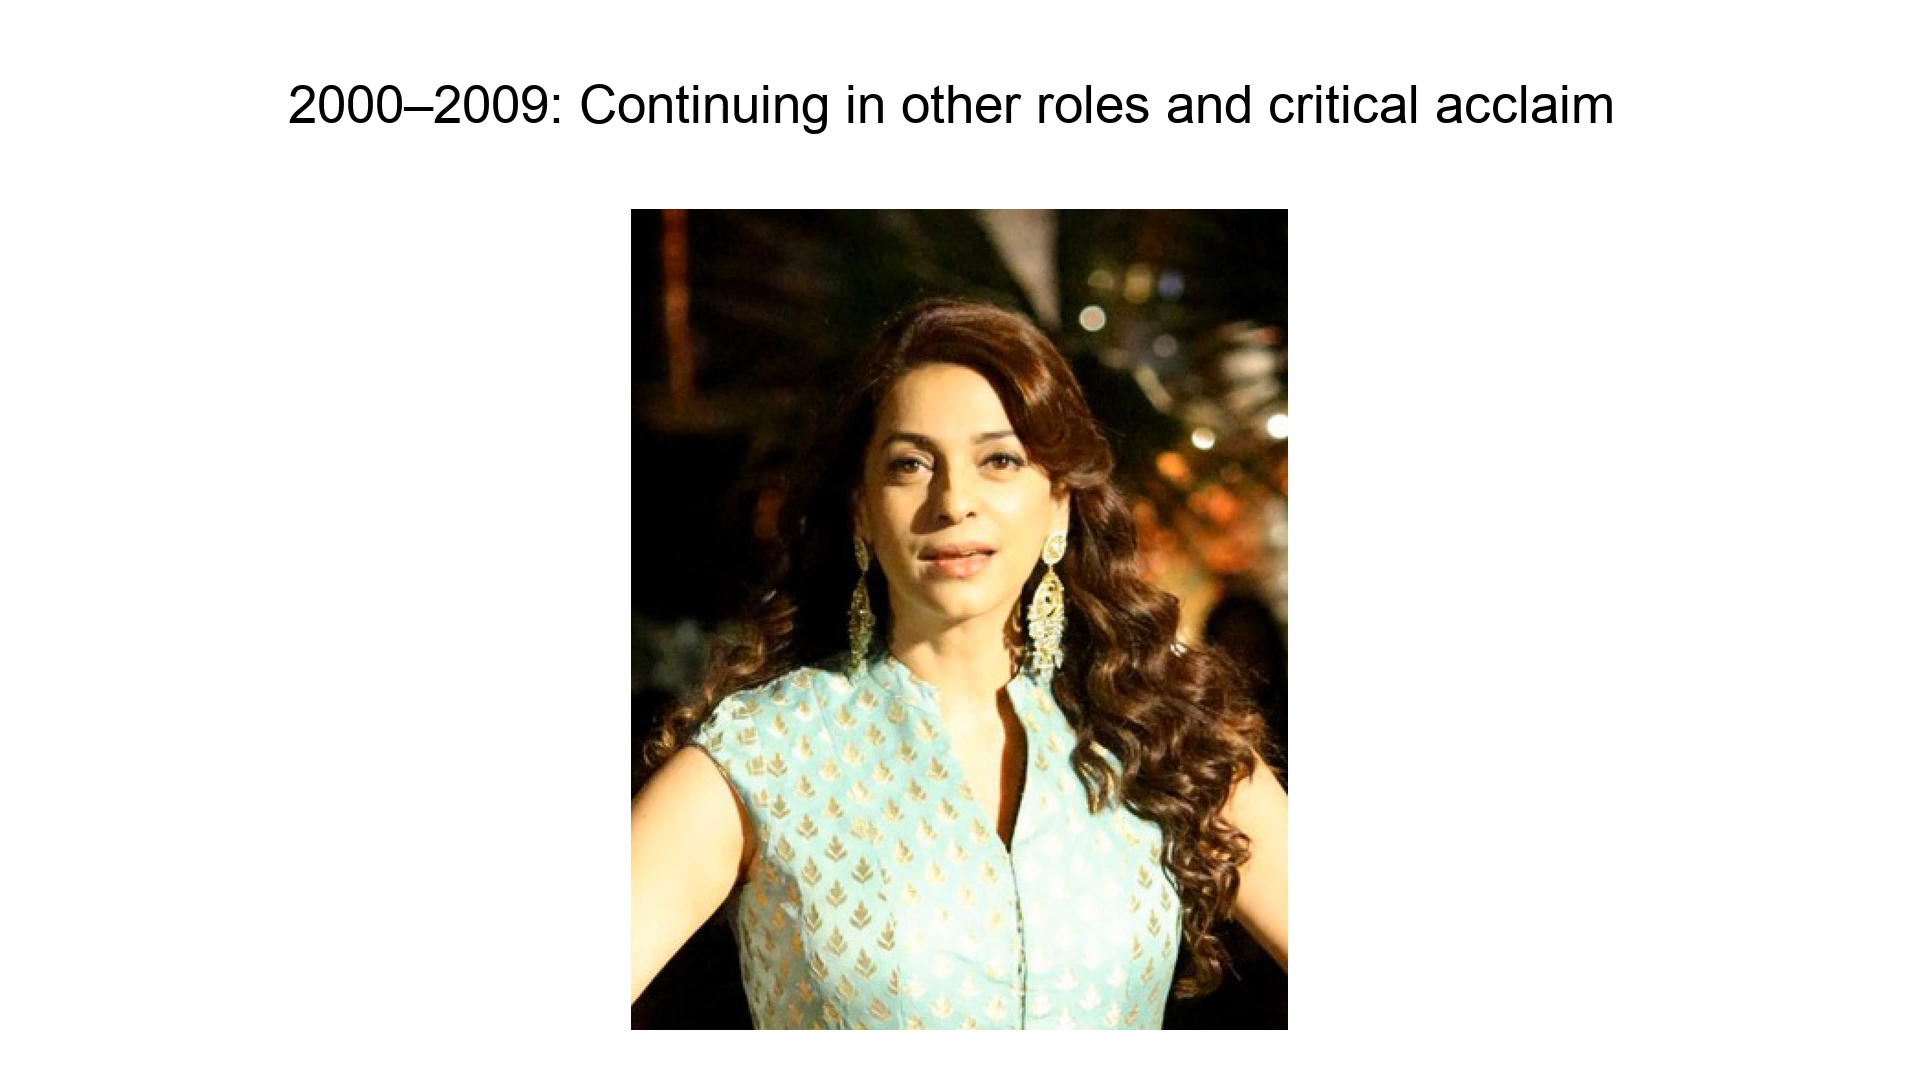 2000–2009: Continuing in other roles and critical acclaim